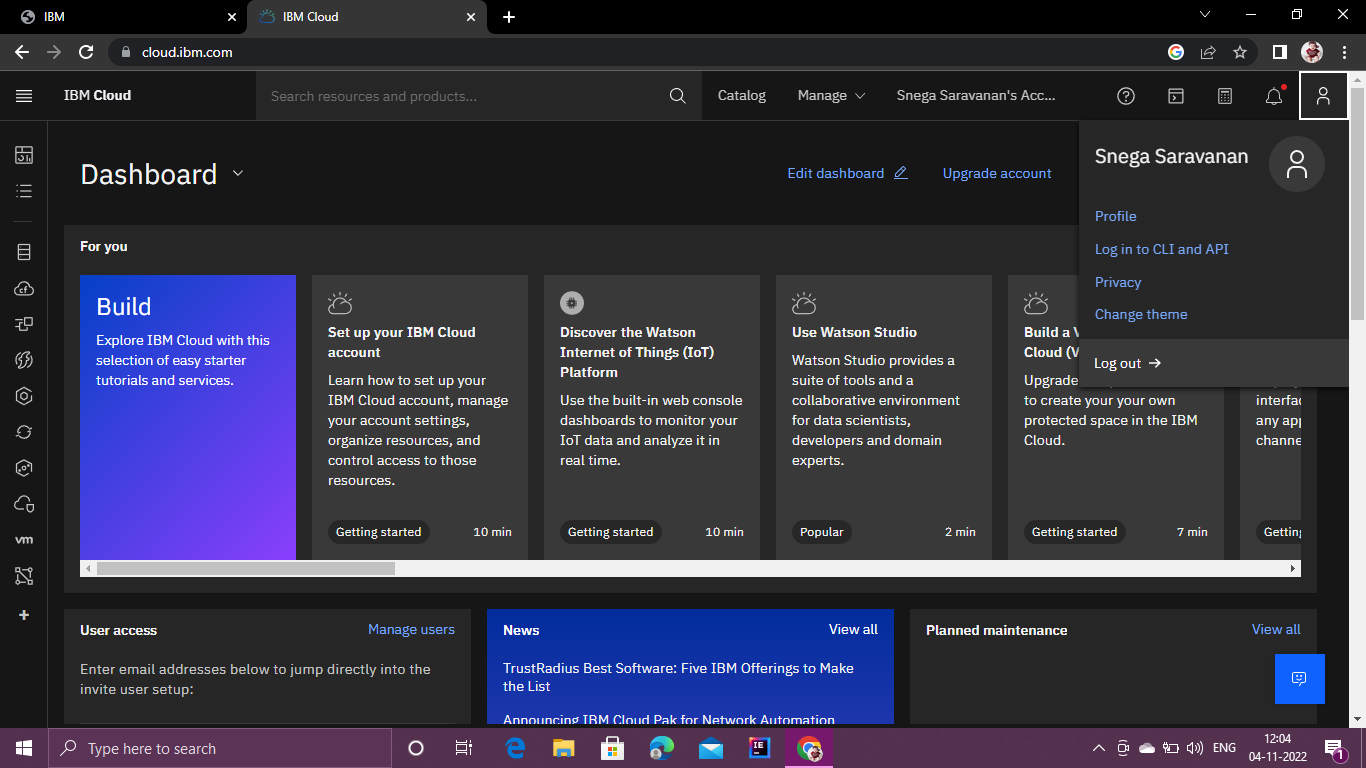 IBM
IBM Cloud
cloud.ibm.com
IBM Cloud
Search resources and products...
Catalog
Manage
Snega Saravanan's Acc...
Dashboard
Edit dashboard
Upgrade account
Snega Saravanan
Profile
Log in to CLI and API
Privacy
Change theme
Log out
For you
Build
Explore IBM Cloud with this
selection of easy starter
tutorials and services.
Set up your IBM Cloud
account
Learn how to set up your
IBM Cloud account, manage
your account settings,
organize resources, and
control access to those
resources.
Getting started
10 min
Discover the Watson
Internet of Things (IoT)
Platform
Use the built-in web console
dashboards to monitor your
IoT data and analyze it in
real time.
Getting started
10 min
Use Watson Studio
Watson Studio provides a
suite of tools and a
collaborative environment
for data scientists,
developers and domain
experts.
Popular
2 min
Build a V
Cloud (V
Upgrade
to create your your own
protected space in the IBM
Cloud.
Getting started
7 min
interfac
any app
channe
Getting
cf
vm
User access
Manage users
Enter email addresses below to jump directly into the
invite user setup:
News
View all
TrustRadius Best Software: Five IBM Offerings to Make
the List
Announcing IBM Cloud Pak for Network Automation
Planned maintenance
View all
Type here to search
IE
ENG
12:04
04-11-2022
1